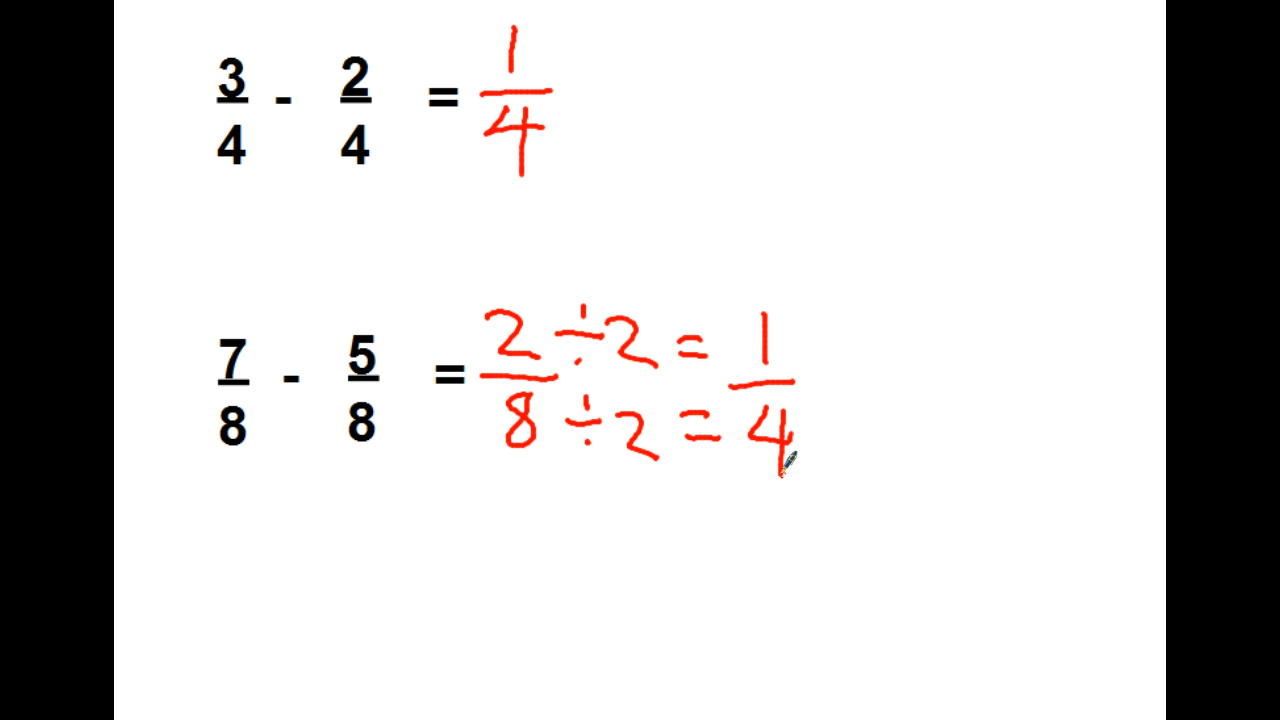 3/4 - 2/4 = 1/4
7/8 - 5/8 = 2÷2/8÷2 = = 1/4